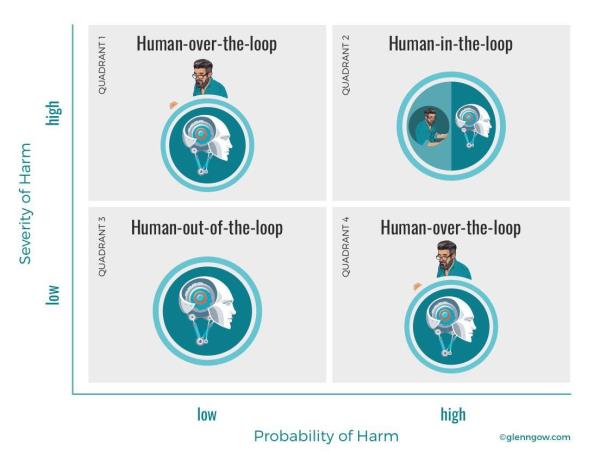 QUADRANT 1
Human-over-the-loop
QUADRANT 2
Human-in-the-loop
Severity of Harm
high
QUADRANT 3
Human-out-of-the-loop
QUADRANT 4
Human-over-the-loop
low
low
high
Probability of Harm
©glenngow.com